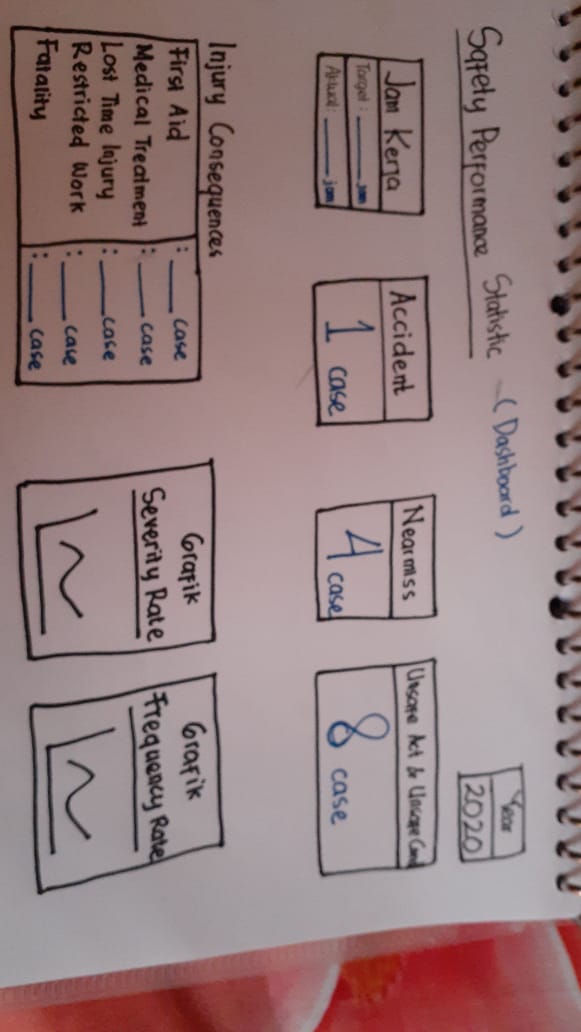 Safety Performance Statistic - (Dashboard)
Year
2020
Jam Kerja
Target : ____ jam
Aktual : ____ jam
Accident
1 case
Nearmiss
4 case
Unsafe Act & Unsafe Cond
8 case
Injury Consequences
First Aid : ____ case
Medical Treatment : ____ case
Lost Time Injury : ____ case
Restricted Work : ____ case
Fatality : ____ case
Grafik
Severity Rate
Grafik
Frequency Rate